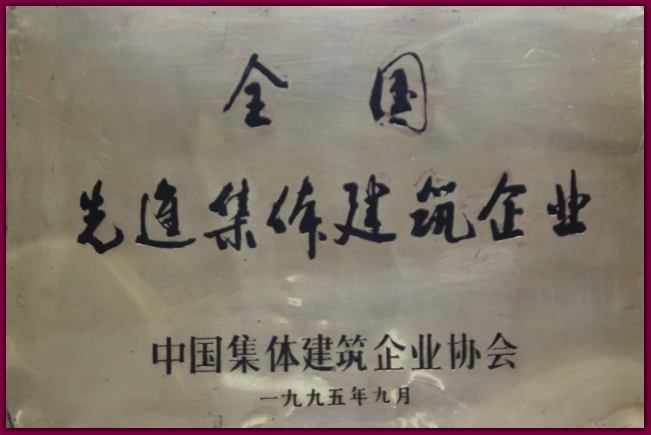 全国
先进集体建筑企业
中国集体建筑企业协会
一九九五年九月